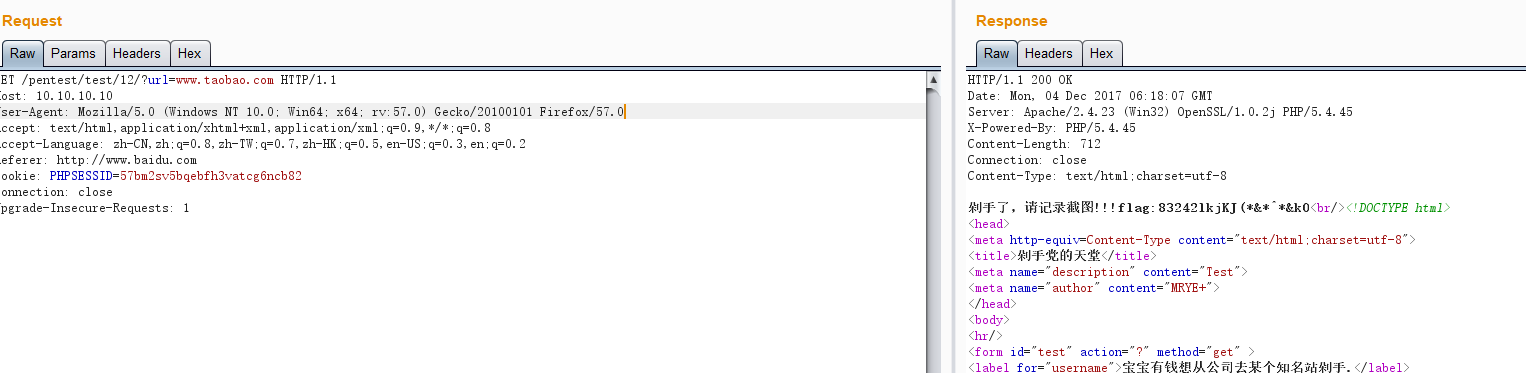 Request
Raw Params Headers Hex
ET /pentest/test/12/?url=www.taobao.com HTTP/1.1
ost: 10.10.10.10
ser-Agent: Mozilla/5.0 (Windows NT 10.0; Win64; x64; rv:57.0) Gecko/20100101 Firefox/57.0
ccept: text/html,application/xhtml+xml,application/xml;q=0.9,*/*;q=0.8
ccept-Language: zh-CN,zh;q=0.8,zh-TW;q=0.7,zh-HK;q=0.5,en-US;q=0.3,en;q=0.2
eferer: http://www.baidu.com
ookie: PHPSESSID=57bm2sv5bqebfh3vatcg6ncb82
onnection: close
pgrade-Insecure-Requests: 1
Response
Raw Headers Hex
HTTP/1.1 200 OK
Date: Mon, 04 Dec 2017 06:18:07 GMT
Server: Apache/2.4.23 (Win32) OpenSSL/1.0.2j PHP/5.4.45
X-Powered-By: PHP/5.4.45
Content-Length: 712
Connection: close
Content-Type: text/html;charset=utf-8
剁手了，请记录截图!!!flag:83242lkjKJ(*&*^*&k0<br/><!DOCTYPE html>
<head>
<meta http-equiv=Content-Type content="text/html;charset=utf-8">
<title>剁手党的天堂</title>
<meta name="description" content="Test">
<meta name="author" content="MRYE+">
</head>
<body>
<hr/>
<form id="test" action="?" method="get" >
<label for="username">宝宝有钱想从公司去某个知名站剁手.</label>